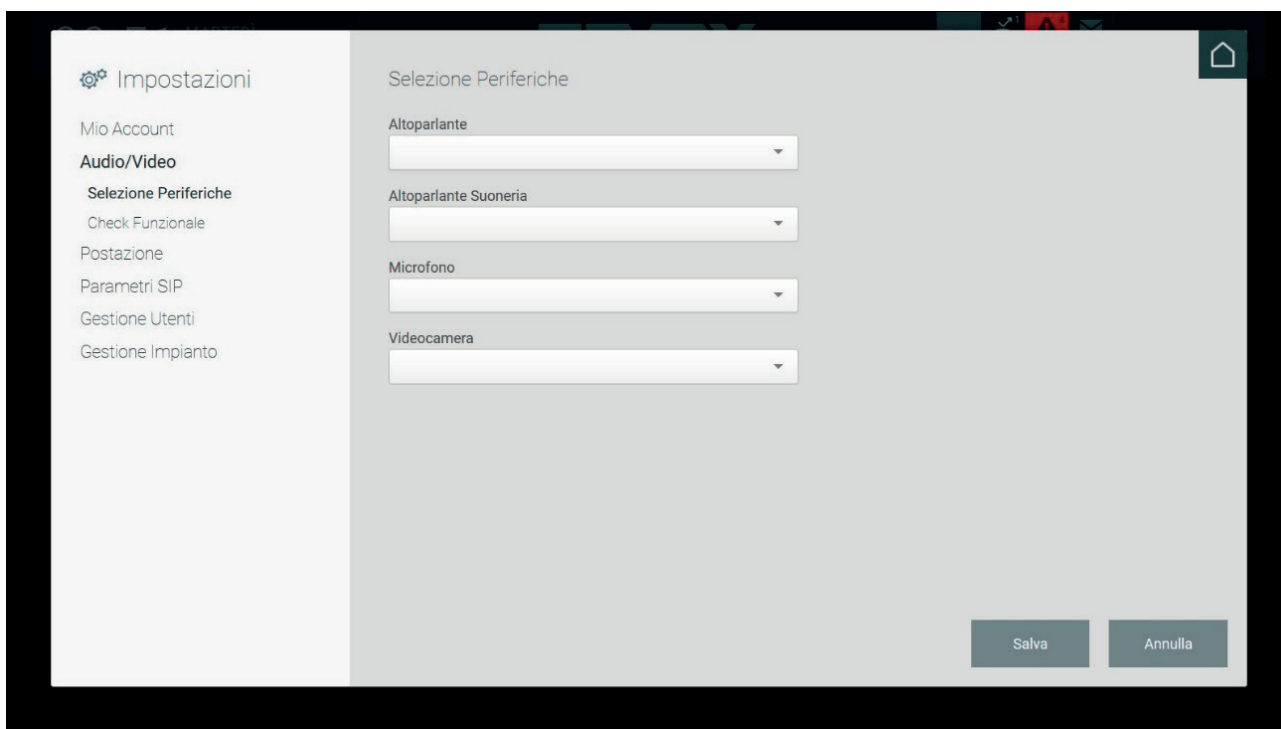 Impostazioni
Mio Account
Audio/Video
Selezione Periferiche
Check Funzionale
Postazione
Parametri SIP
Gestione Utenti
Gestione Impianto
Selezione Periferiche
Altoparlante
Altoparlante Suoneria
Microfono
Videocamera
Salva
Annulla